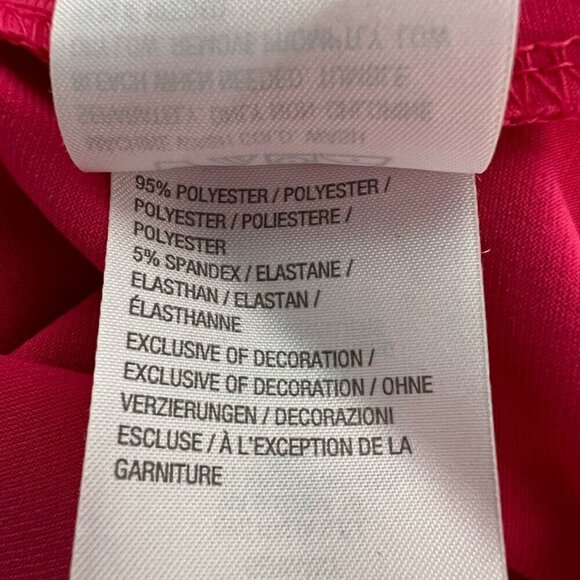 95% POLYESTER / POLYESTER /
POLYESTER / POLIESTERE /
POLYESTER
5% SPANDEX / ELASTANE /
ELASTHAN / ELASTAN /
ÉLASTHANNE
EXCLUSIVE OF DECORATION /
EXCLUSIVE OF DECORATION / OHNE
VERZIERUNGEN / DECORAZIONI
ESCLUSE / À L'EXCEPTION DE LA
GARNITURE